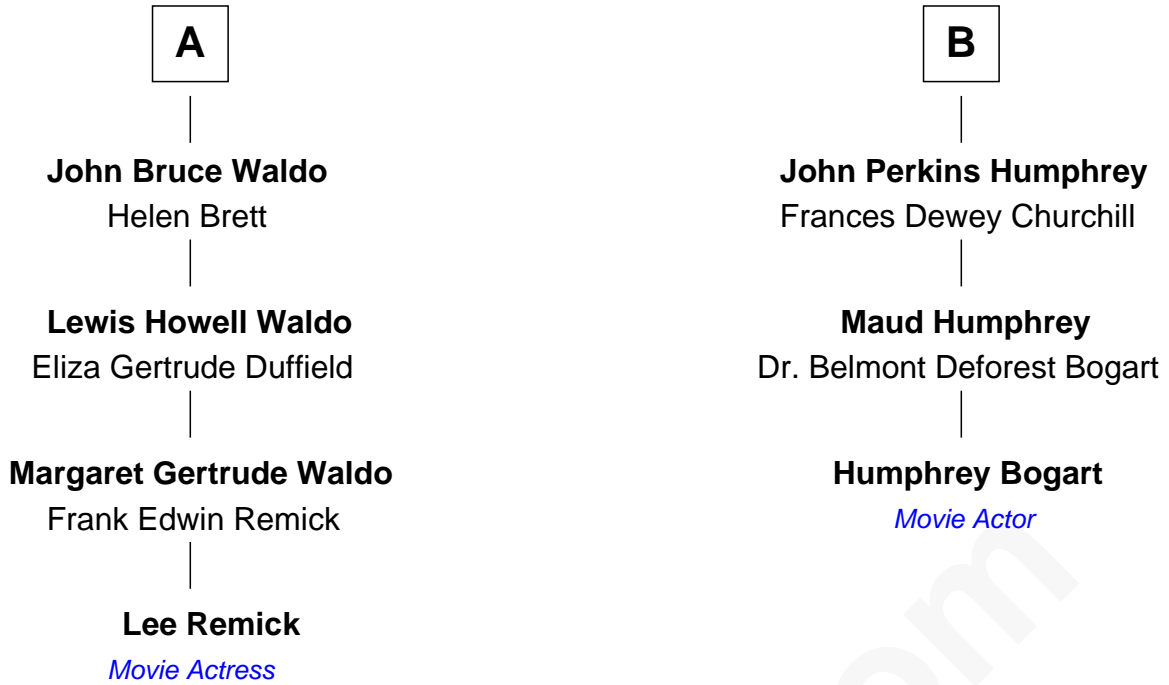 A
John Bruce Waldo
Helen Brett
Lewis Howell Waldo
Eliza Gertrude Duffield
Margaret Gertrude Waldo
Frank Edwin Remick
Lee Remick
Movie Actress
B
John Perkins Humphrey
Frances Dewey Churchill
Maud Humphrey
Dr. Belmont Deforest Bogart
Humphrey Bogart
Movie Actor
om